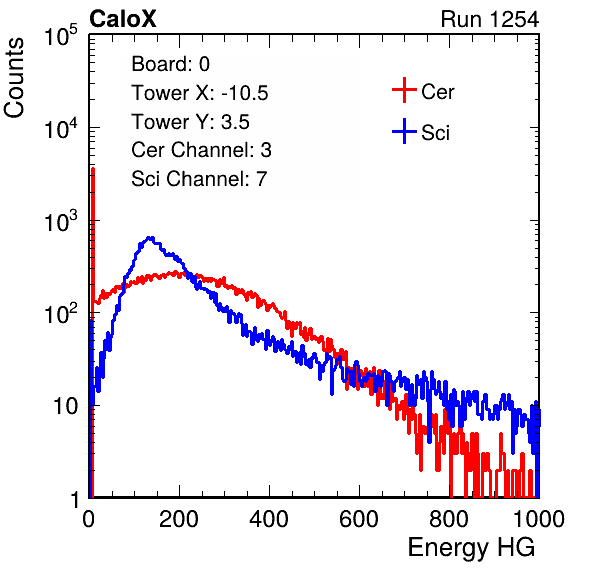 CaloX Run 1254
Counts
10^5
10^4
10^3
10^2
10
1
Board: 0
Tower X: -10.5
Tower Y: 3.5
Cer Channel: 3
Sci Channel: 7
Cer
Sci
0 200 400 600 800 1000
Energy HG